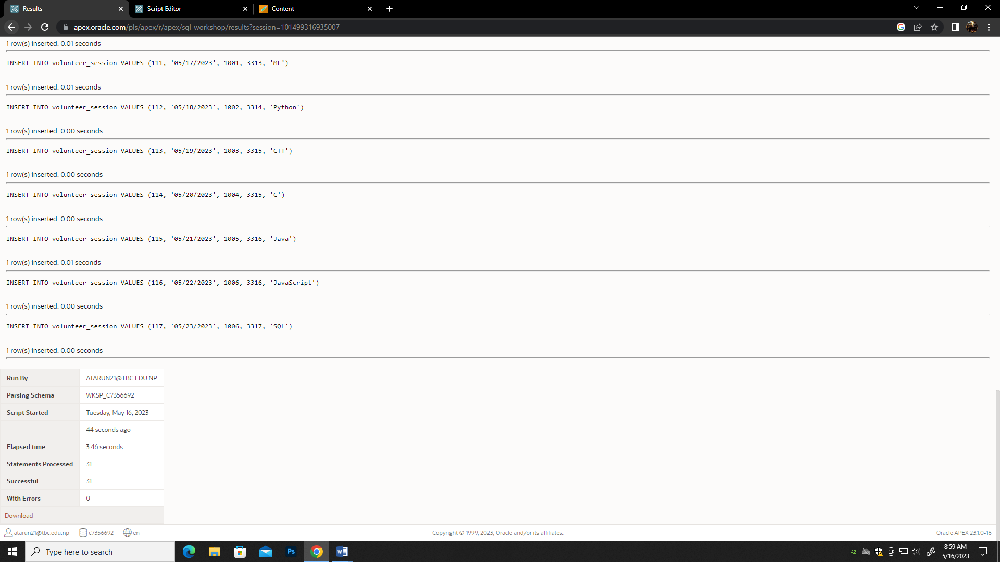 Results
Script Editor
Content
apex.oracle.com/pls/apex/r/apex/sql-workshop/results?session=101499316935007
1 row(s) inserted. 0.01 seconds
INSERT INTO volunteer_session VALUES (111, '05/17/2023', 1001, 3313, 'ML')
1 row(s) inserted. 0.01 seconds
INSERT INTO volunteer_session VALUES (112, '05/18/2023', 1002, 3314, 'Python')
1 row(s) inserted. 0.00 seconds
INSERT INTO volunteer_session VALUES (113, '05/19/2023', 1003, 3315, 'C++')
1 row(s) inserted. 0.00 seconds
INSERT INTO volunteer_session VALUES (114, '05/20/2023', 1004, 3315, 'C')
1 row(s) inserted. 0.00 seconds
INSERT INTO volunteer_session VALUES (115, '05/21/2023', 1005, 3316, 'Java')
1 row(s) inserted. 0.01 seconds
INSERT INTO volunteer_session VALUES (116, '05/22/2023', 1006, 3316, 'JavaScript')
1 row(s) inserted. 0.00 seconds
INSERT INTO volunteer_session VALUES (117, '05/23/2023', 1006, 3317, 'SQL')
1 row(s) inserted. 0.00 seconds
Run By ATARUN21@TBC.EDU.NP
Parsing Schema WKSP_C7356692
Script Started Tuesday, May 16, 2023
44 seconds ago
Elapsed time 3.46 seconds
Statements Processed 31
Successful 31
With Errors 0
Download
atarun21@tbc.edu.np c7356692 en Copyright © 1999, 2023, Oracle and/or its affiliates. Oracle APEX 23.1.0-16
Type here to search
Ps
W
8:59 AM
5/16/2023